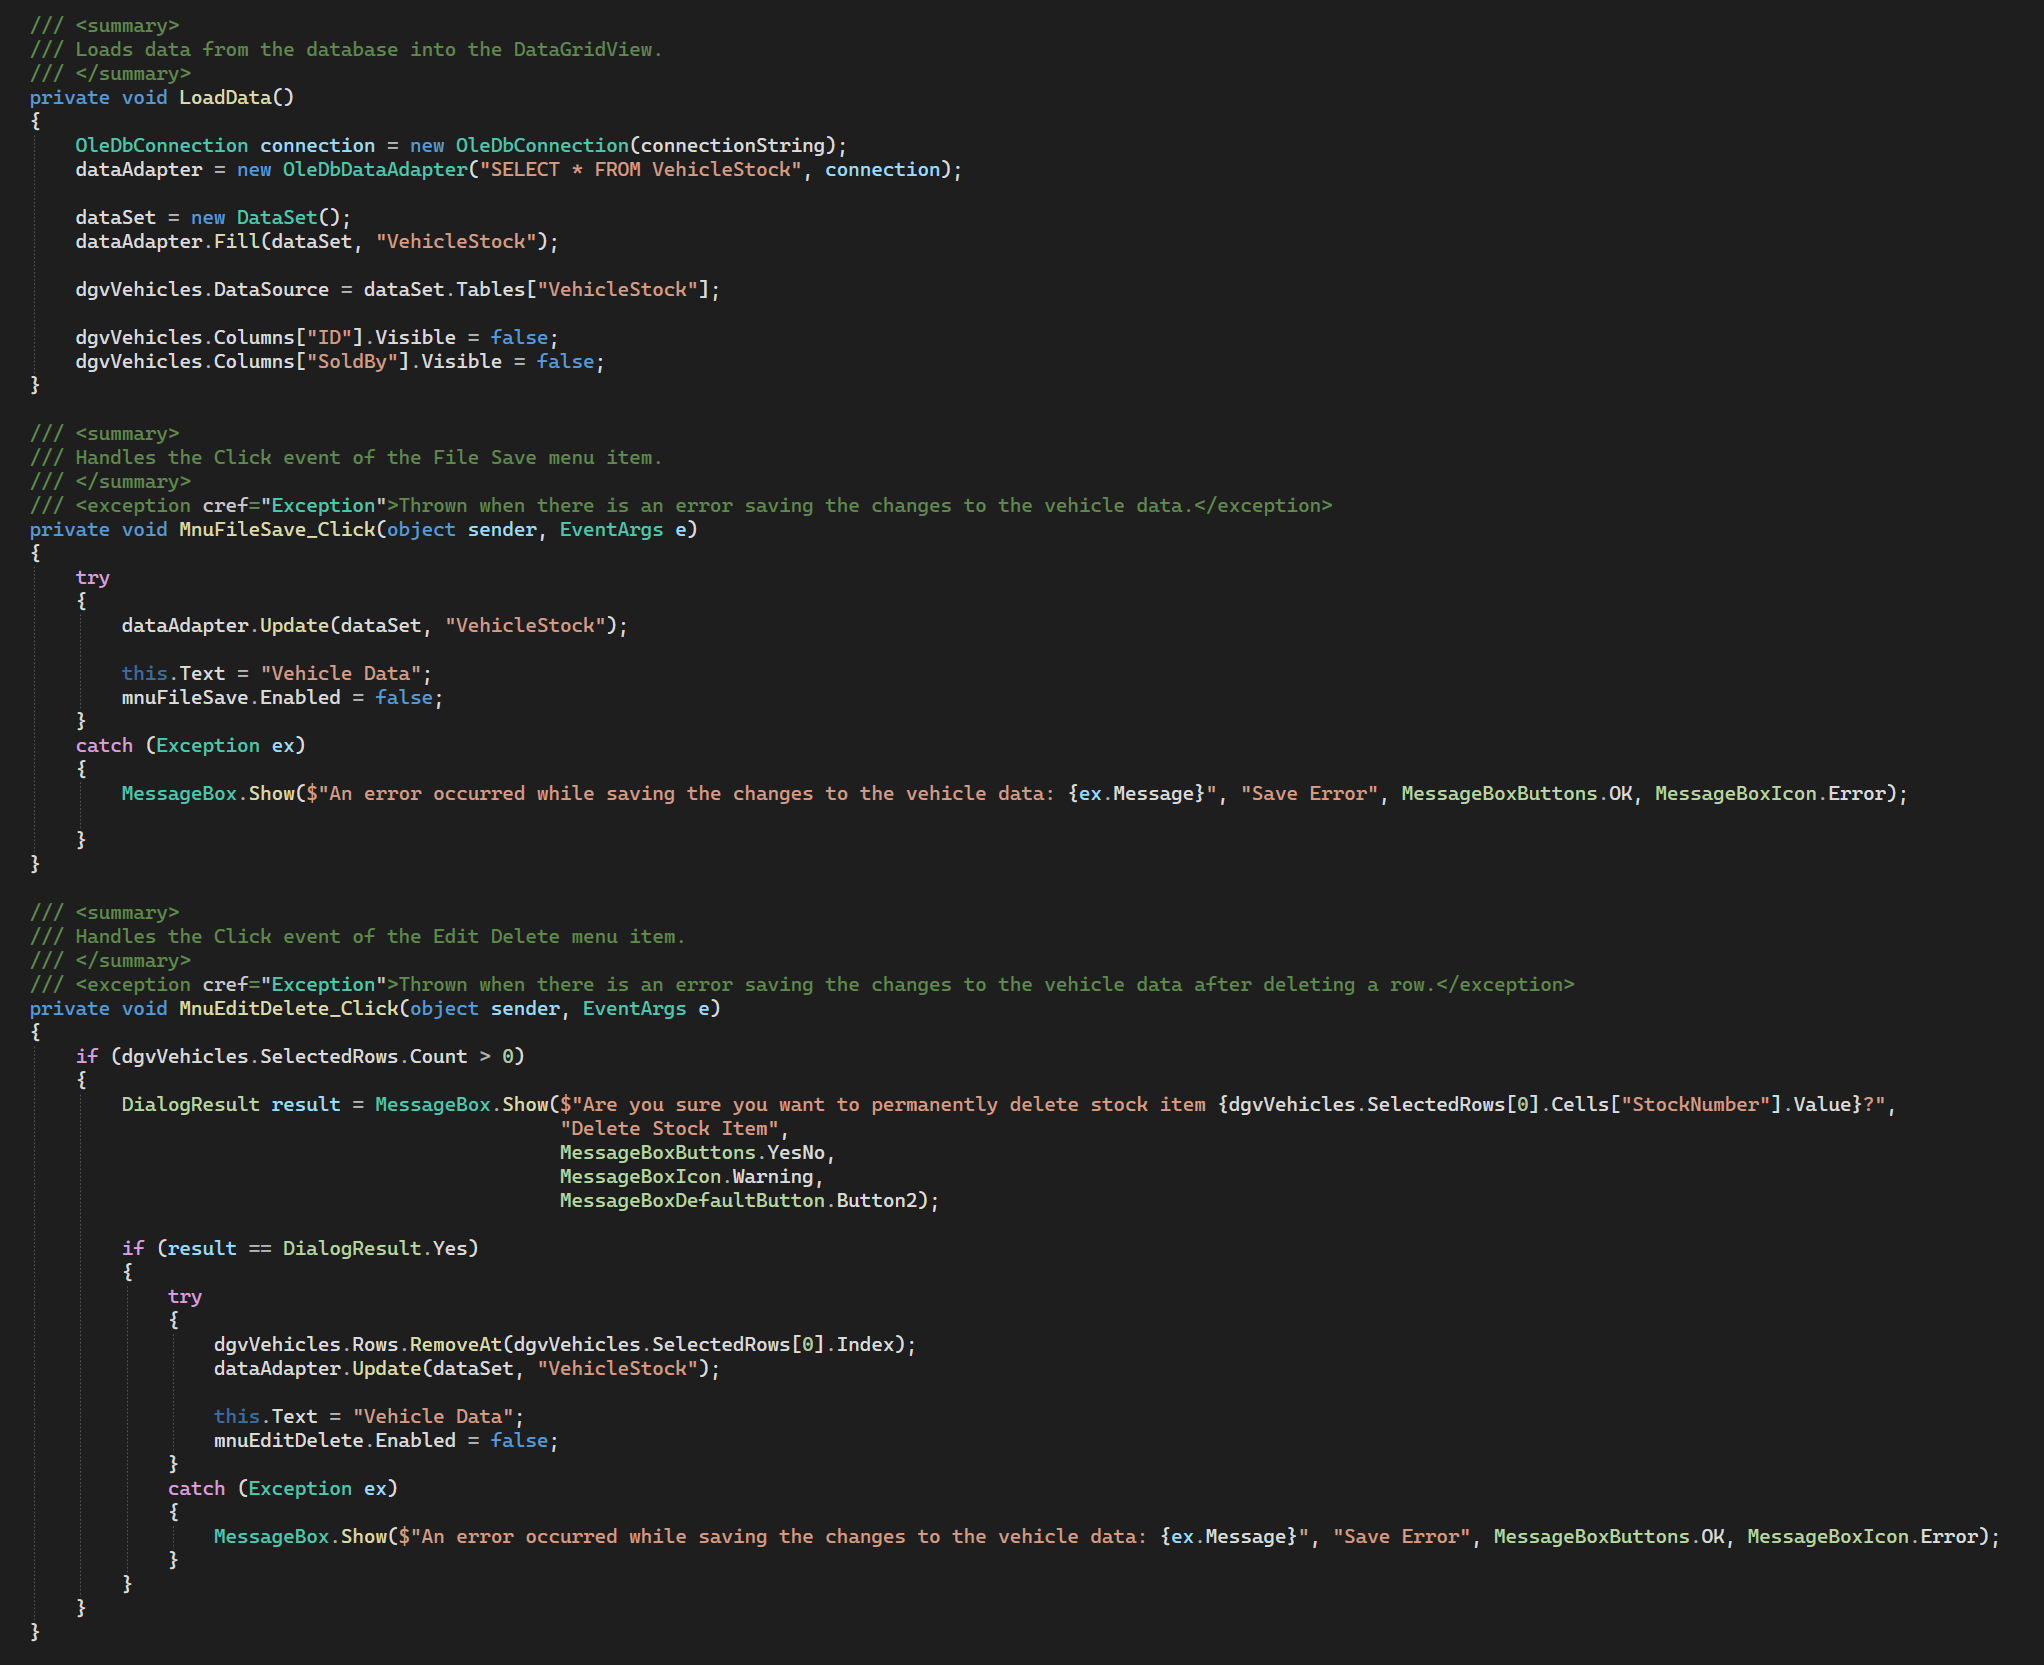 /// <summary>
/// Loads data from the database into the DataGridView.
/// </summary>
private void LoadData()
{
    OleDbConnection connection = new OleDbConnection(connectionString);
    dataAdapter = new OleDbDataAdapter("SELECT * FROM VehicleStock", connection);

    dataSet = new DataSet();
    dataAdapter.Fill(dataSet, "VehicleStock");

    dgvVehicles.DataSource = dataSet.Tables["VehicleStock"];

    dgvVehicles.Columns["ID"].Visible = false;
    dgvVehicles.Columns["SoldBy"].Visible = false;
}

/// <summary>
/// Handles the Click event of the File Save menu item.
/// </summary>
/// <exception cref="Exception">Thrown when there is an error saving the changes to the vehicle data.</exception>
private void MnuFileSave_Click(object sender, EventArgs e)
{
    try
    {
        dataAdapter.Update(dataSet, "VehicleStock");

        this.Text = "Vehicle Data";
        mnuFileSave.Enabled = false;
    }
    catch (Exception ex)
    {
        MessageBox.Show($"An error occurred while saving the changes to the vehicle data: {ex.Message}", "Save Error", MessageBoxButtons.OK, MessageBoxIcon.Error);

    }
}

/// <summary>
/// Handles the Click event of the Edit Delete menu item.
/// </summary>
/// <exception cref="Exception">Thrown when there is an error saving the changes to the vehicle data after deleting a row.</exception>
private void MnuEditDelete_Click(object sender, EventArgs e)
{
    if (dgvVehicles.SelectedRows.Count > 0)
    {
        DialogResult result = MessageBox.Show($"Are you sure you want to permanently delete stock item {dgvVehicles.SelectedRows[0].Cells["StockNumber"].Value}?",
                                              "Delete Stock Item",
                                              MessageBoxButtons.YesNo,
                                              MessageBoxIcon.Warning,
                                              MessageBoxDefaultButton.Button2);

        if (result == DialogResult.Yes)
        {
            try
            {
                dgvVehicles.Rows.RemoveAt(dgvVehicles.SelectedRows[0].Index);
                dataAdapter.Update(dataSet, "VehicleStock");

                this.Text = "Vehicle Data";
                mnuEditDelete.Enabled = false;
            }
            catch (Exception ex)
            {
                MessageBox.Show($"An error occurred while saving the changes to the vehicle data: {ex.Message}", "Save Error", MessageBoxButtons.OK, MessageBoxIcon.Error);
            }
        }
    }
}